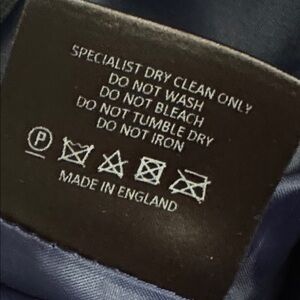 SPECIALIST DRY CLEAN ONLY
DO NOT WASH
DO NOT BLEACH
DO NOT TUMBLE DRY
DO NOT IRON
P
MADE IN ENGLAND